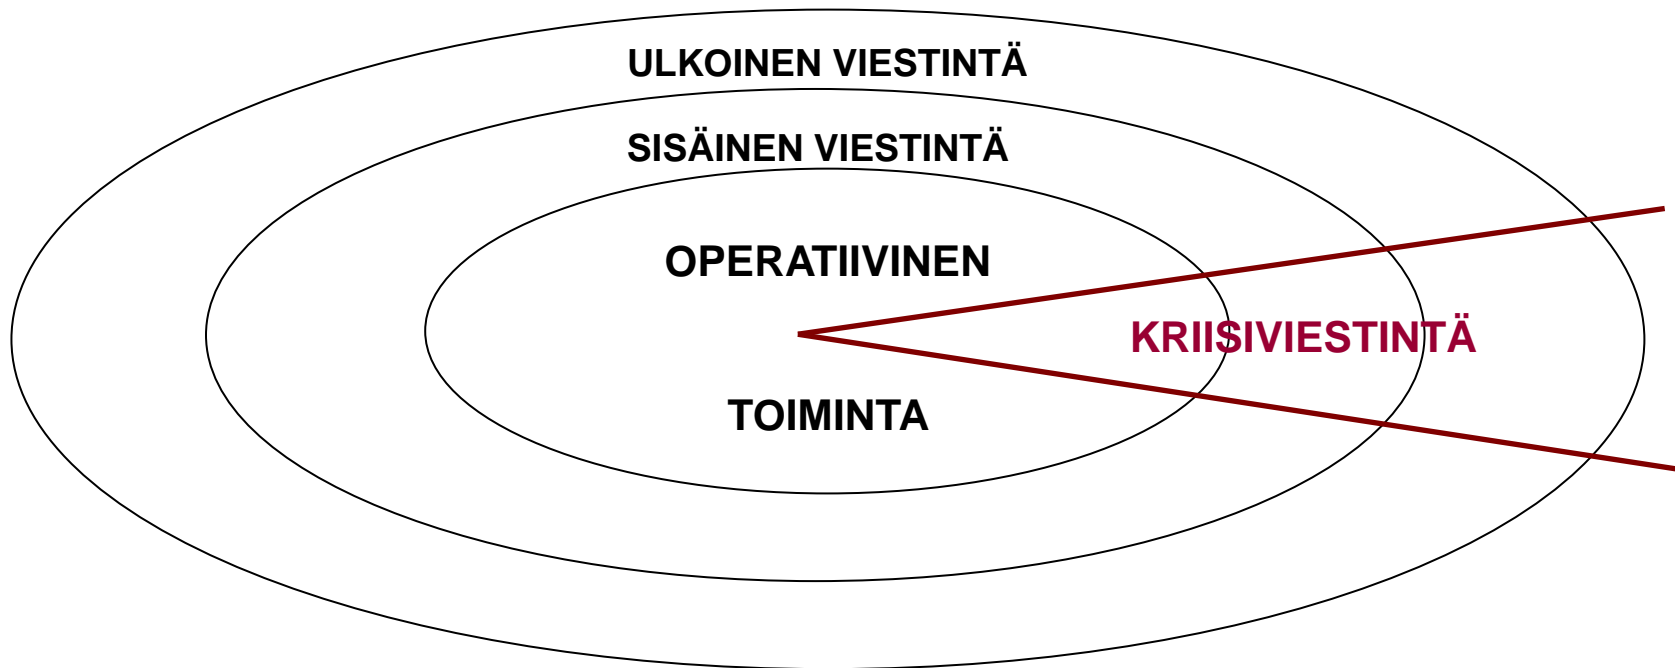 ULKOINEN VIESTINTÄ
SISÄINEN VIESTINTÄ
OPERATIIVINEN
KRIISIVIESTINTÄ
TOIMINTA